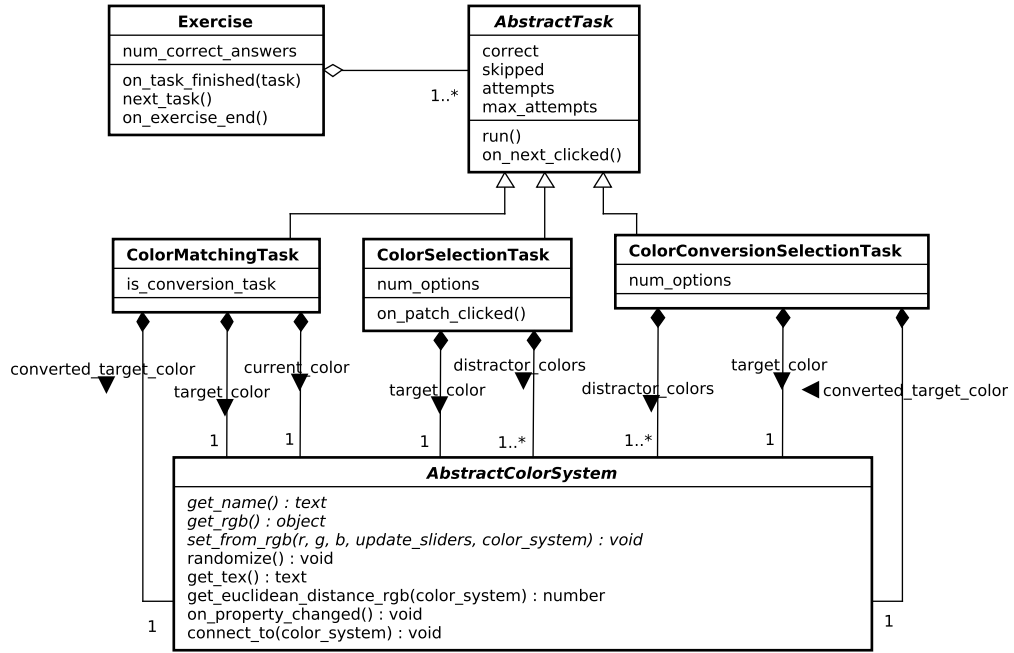 Exercise
num_correct_answers
on_task_finished(task)
next_task()
on_exercise_end()
1..*
AbstractTask
correct
skipped
attempts
max_attempts
run()
on_next_clicked()
ColorMatchingTask
is_conversion_task
ColorSelectionTask
num_options
on_patch_clicked()
ColorConversionSelectionTask
num_options
converted_target_color
target_color
current_color
target_color
distractor_colors
distractor_colors
target_color
converted_target_color
1
1
1
1..*
1..*
1
AbstractColorSystem
get_name() : text
get_rgb() : object
set_from_rgb(r, g, b, update_sliders, color_system) : void
randomize() : void
get_tex() : text
get_euclidean_distance_rgb(color_system) : number
on_property_changed() : void
connect_to(color_system) : void
1
1